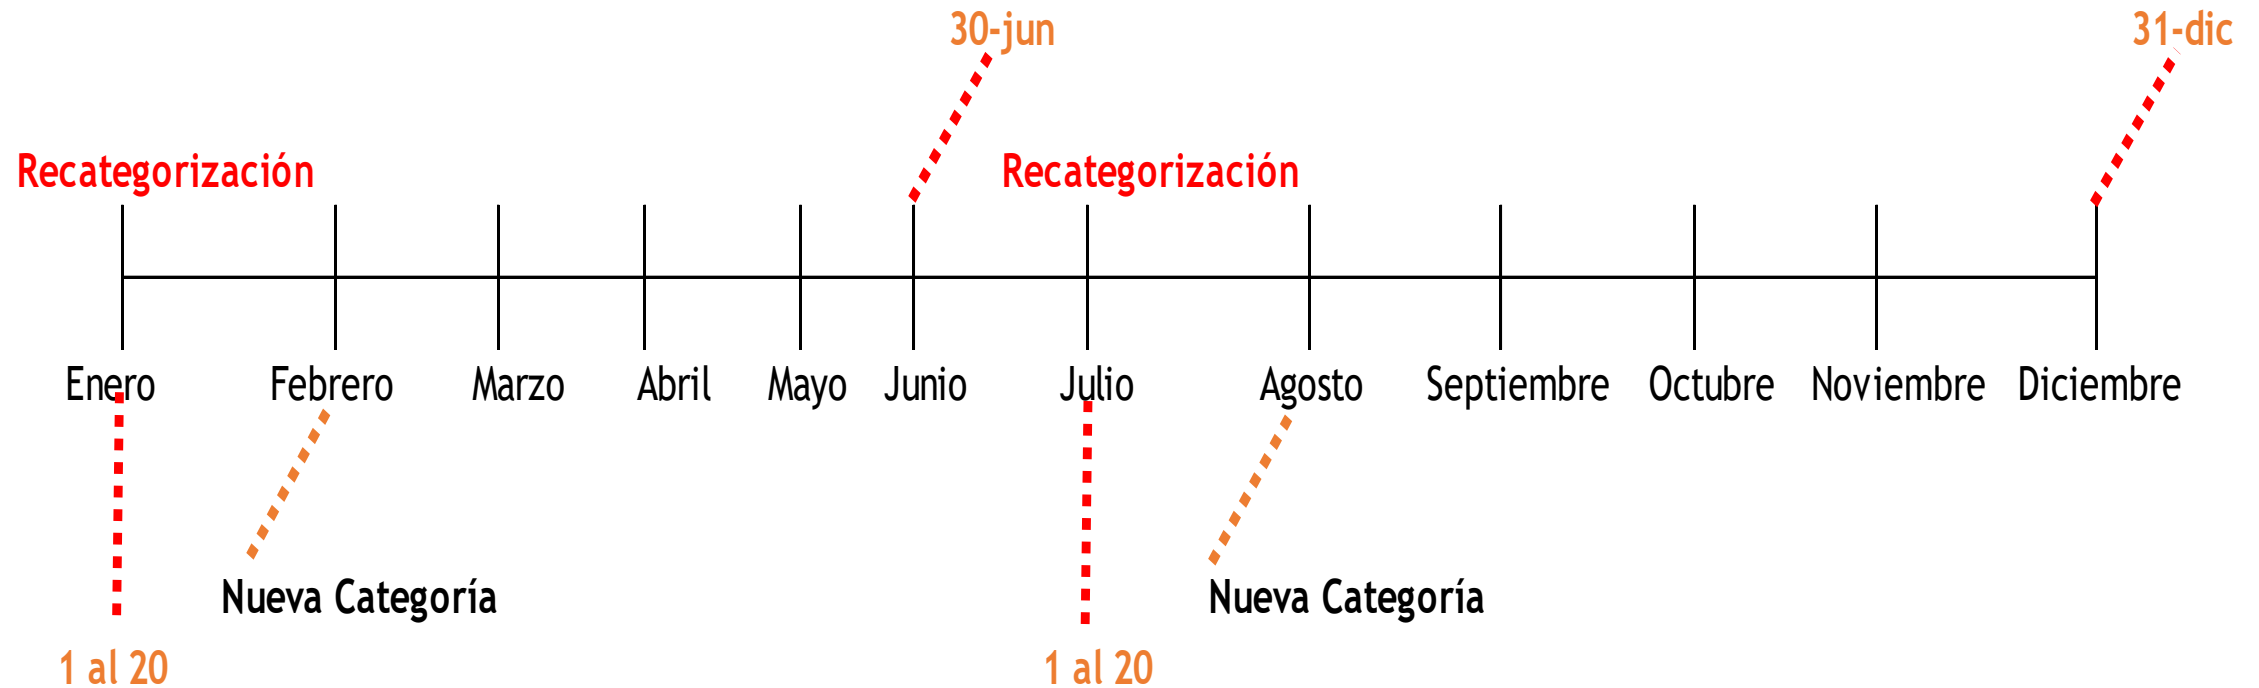 30-jun
31-dic
Recategorización
Recategorización
Enero
Febrero
Marzo
Abril
Mayo
Junio
Julio
Agosto
Septiembre
Octubre
Noviembre
Diciembre
Nueva Categoría
Nueva Categoría
1 al 20
1 al 20